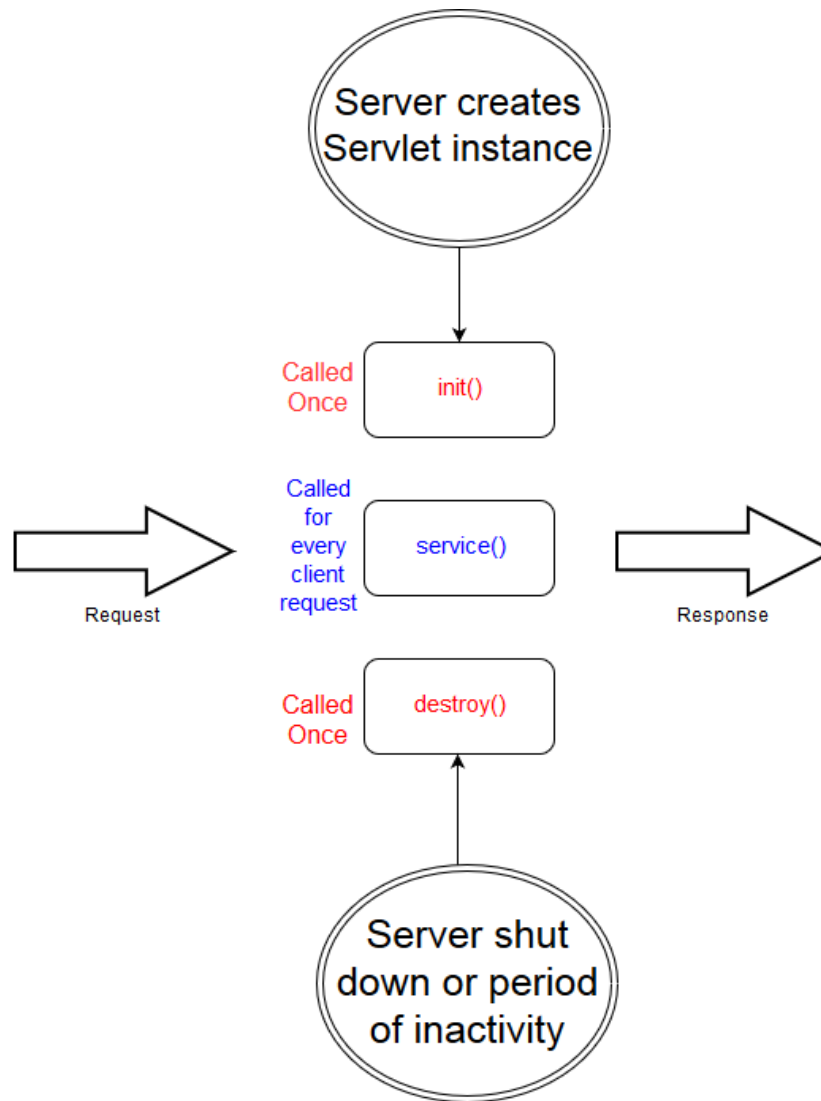 Server creates
Servlet instance
Called
Once
init()
Called
for
every
client
request
service()
Request
Response
Called
Once
destroy()
Server shut
down or period
of inactivity